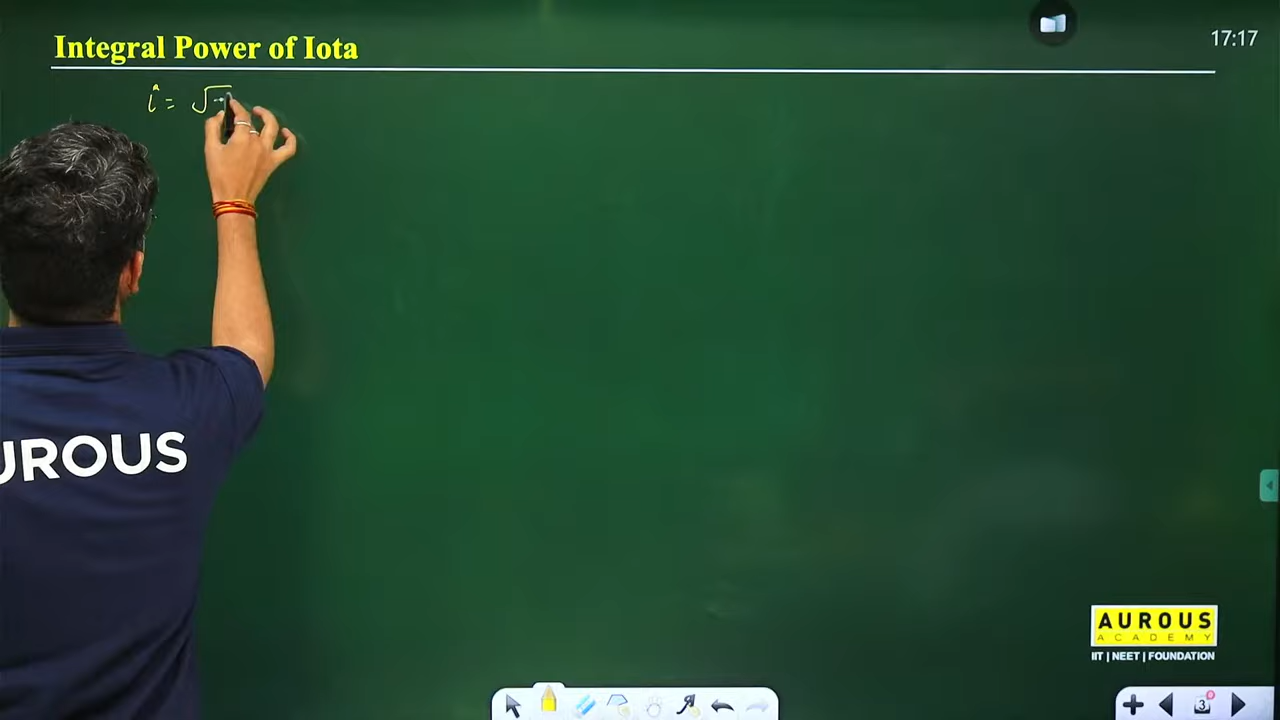 17:17
Integral Power of Iota
i = √-
UROUS
AUROUS
ACADEMY
IIT | NEET | FOUNDATION
3